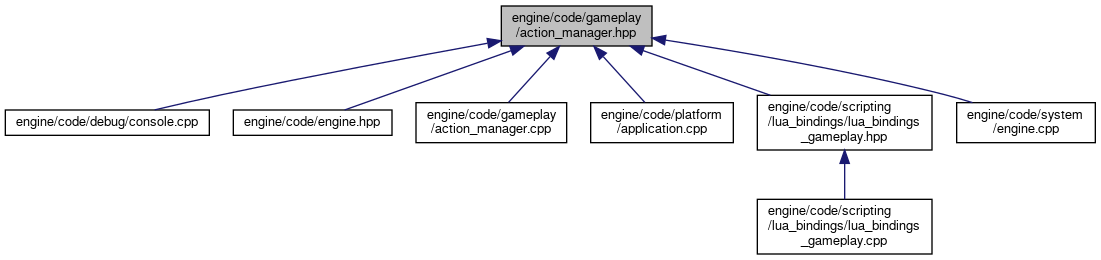 engine/code/gameplay
/action_manager.hpp
engine/code/debug/console.cpp
engine/code/engine.hpp
engine/code/gameplay
/action_manager.cpp
engine/code/platform
/application.cpp
engine/code/scripting
/lua_bindings/lua_bindings
_gameplay.hpp
engine/code/system
/engine.cpp
engine/code/scripting
/lua_bindings/lua_bindings
_gameplay.cpp